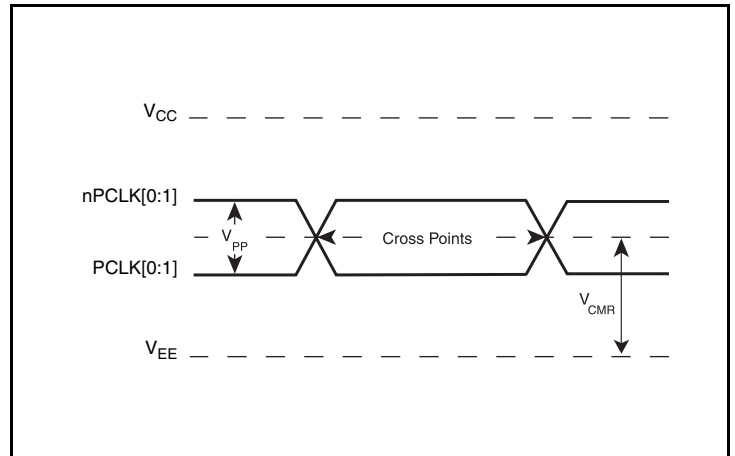 VCC
nPCLK[0:1]
VPP
Cross Points
PCLK[0:1]
VCMR
VEE